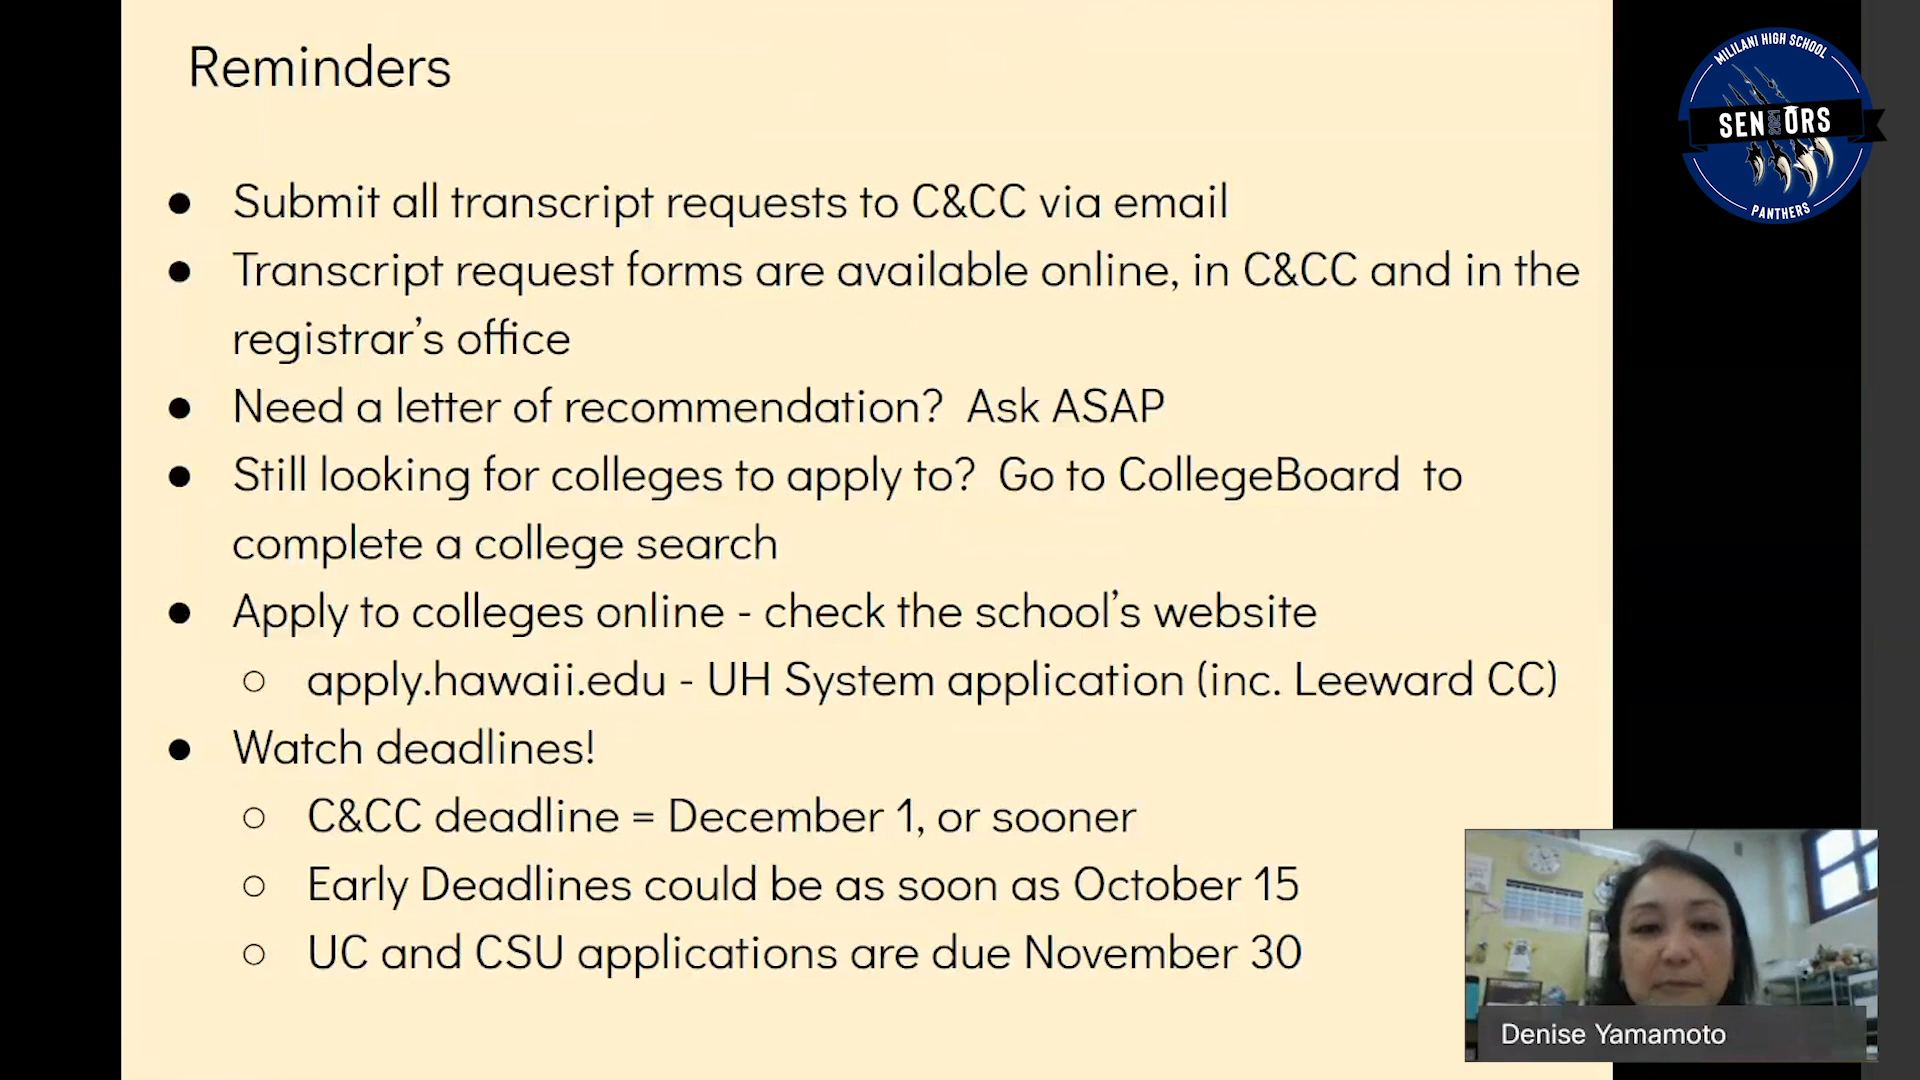 Reminders
● Submit all transcript requests to C&CC via email
● Transcript request forms are available online, in C&CC and in the
registrar's office
● Need a letter of recommendation?  Ask ASAP
● Still looking for colleges to apply to?  Go to CollegeBoard  to
complete a college search
● Apply to colleges online - check the school's website
○ apply.hawaii.edu - UH System application (inc. Leeward CC)
● Watch deadlines!
○ C&CC deadline = December 1, or sooner
○ Early Deadlines could be as soon as October 15
○ UC and CSU applications are due November 30
MILILANI HIGH SCHOOL
SENIORS
2021
PANTHERS
Denise Yamamoto